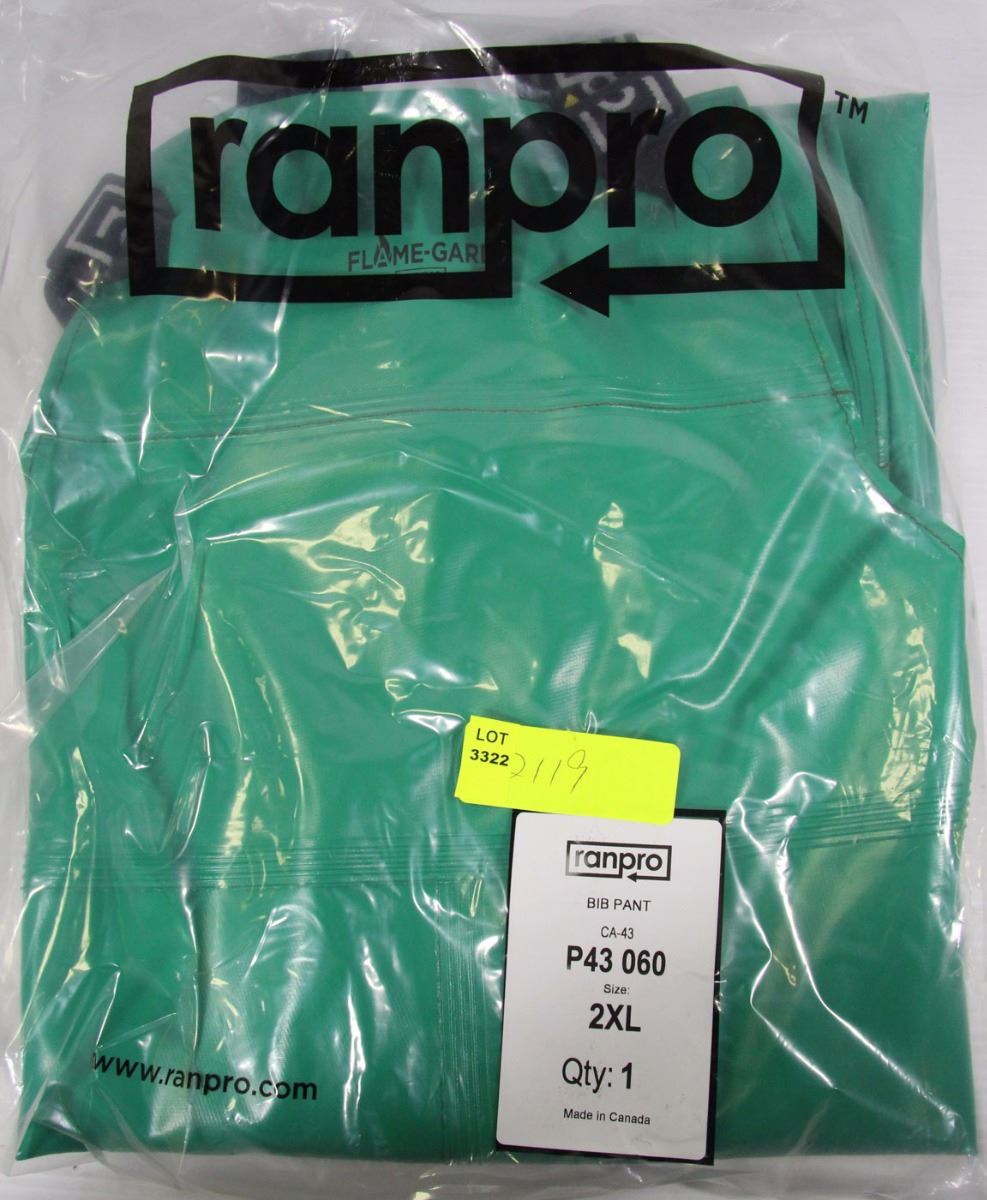 ranpro™
FLAME-GAR
LOT
3322
2119
ranpro
BIB PANT
CA-43
P43 060
Size:
2XL
Qty: 1
Made in Canada
www.ranpro.com